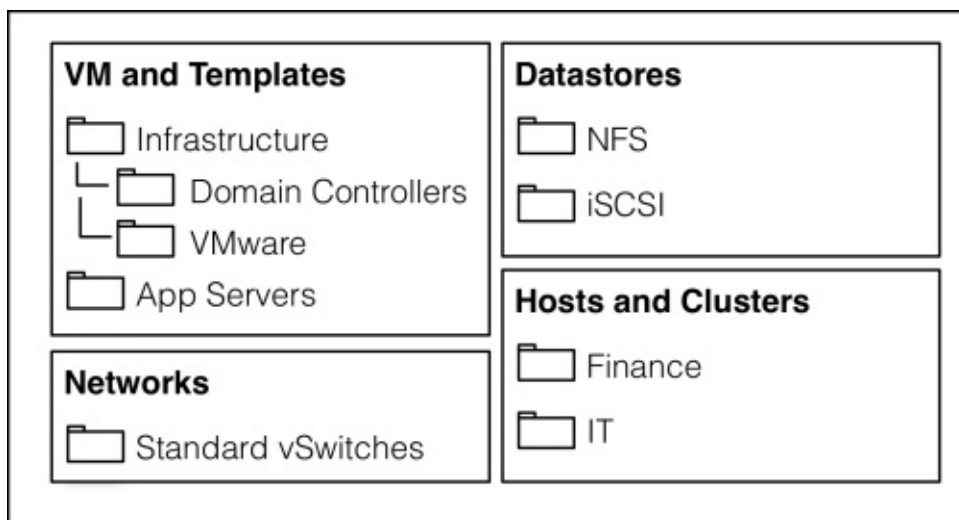 VM and Templates
Infrastructure
Domain Controllers
VMware
App Servers
Networks
Standard vSwitches
Datastores
NFS
iSCSI
Hosts and Clusters
Finance
IT